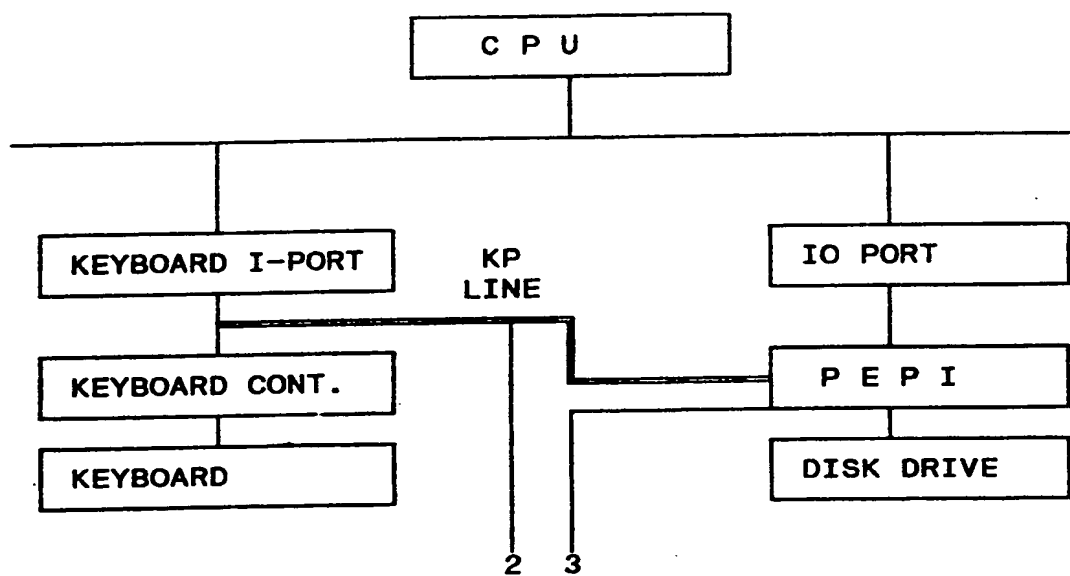 C P U
KEYBOARD I-PORT
KP
LINE
IO PORT
KEYBOARD CONT.
P E P I
KEYBOARD
DISK DRIVE
2 3